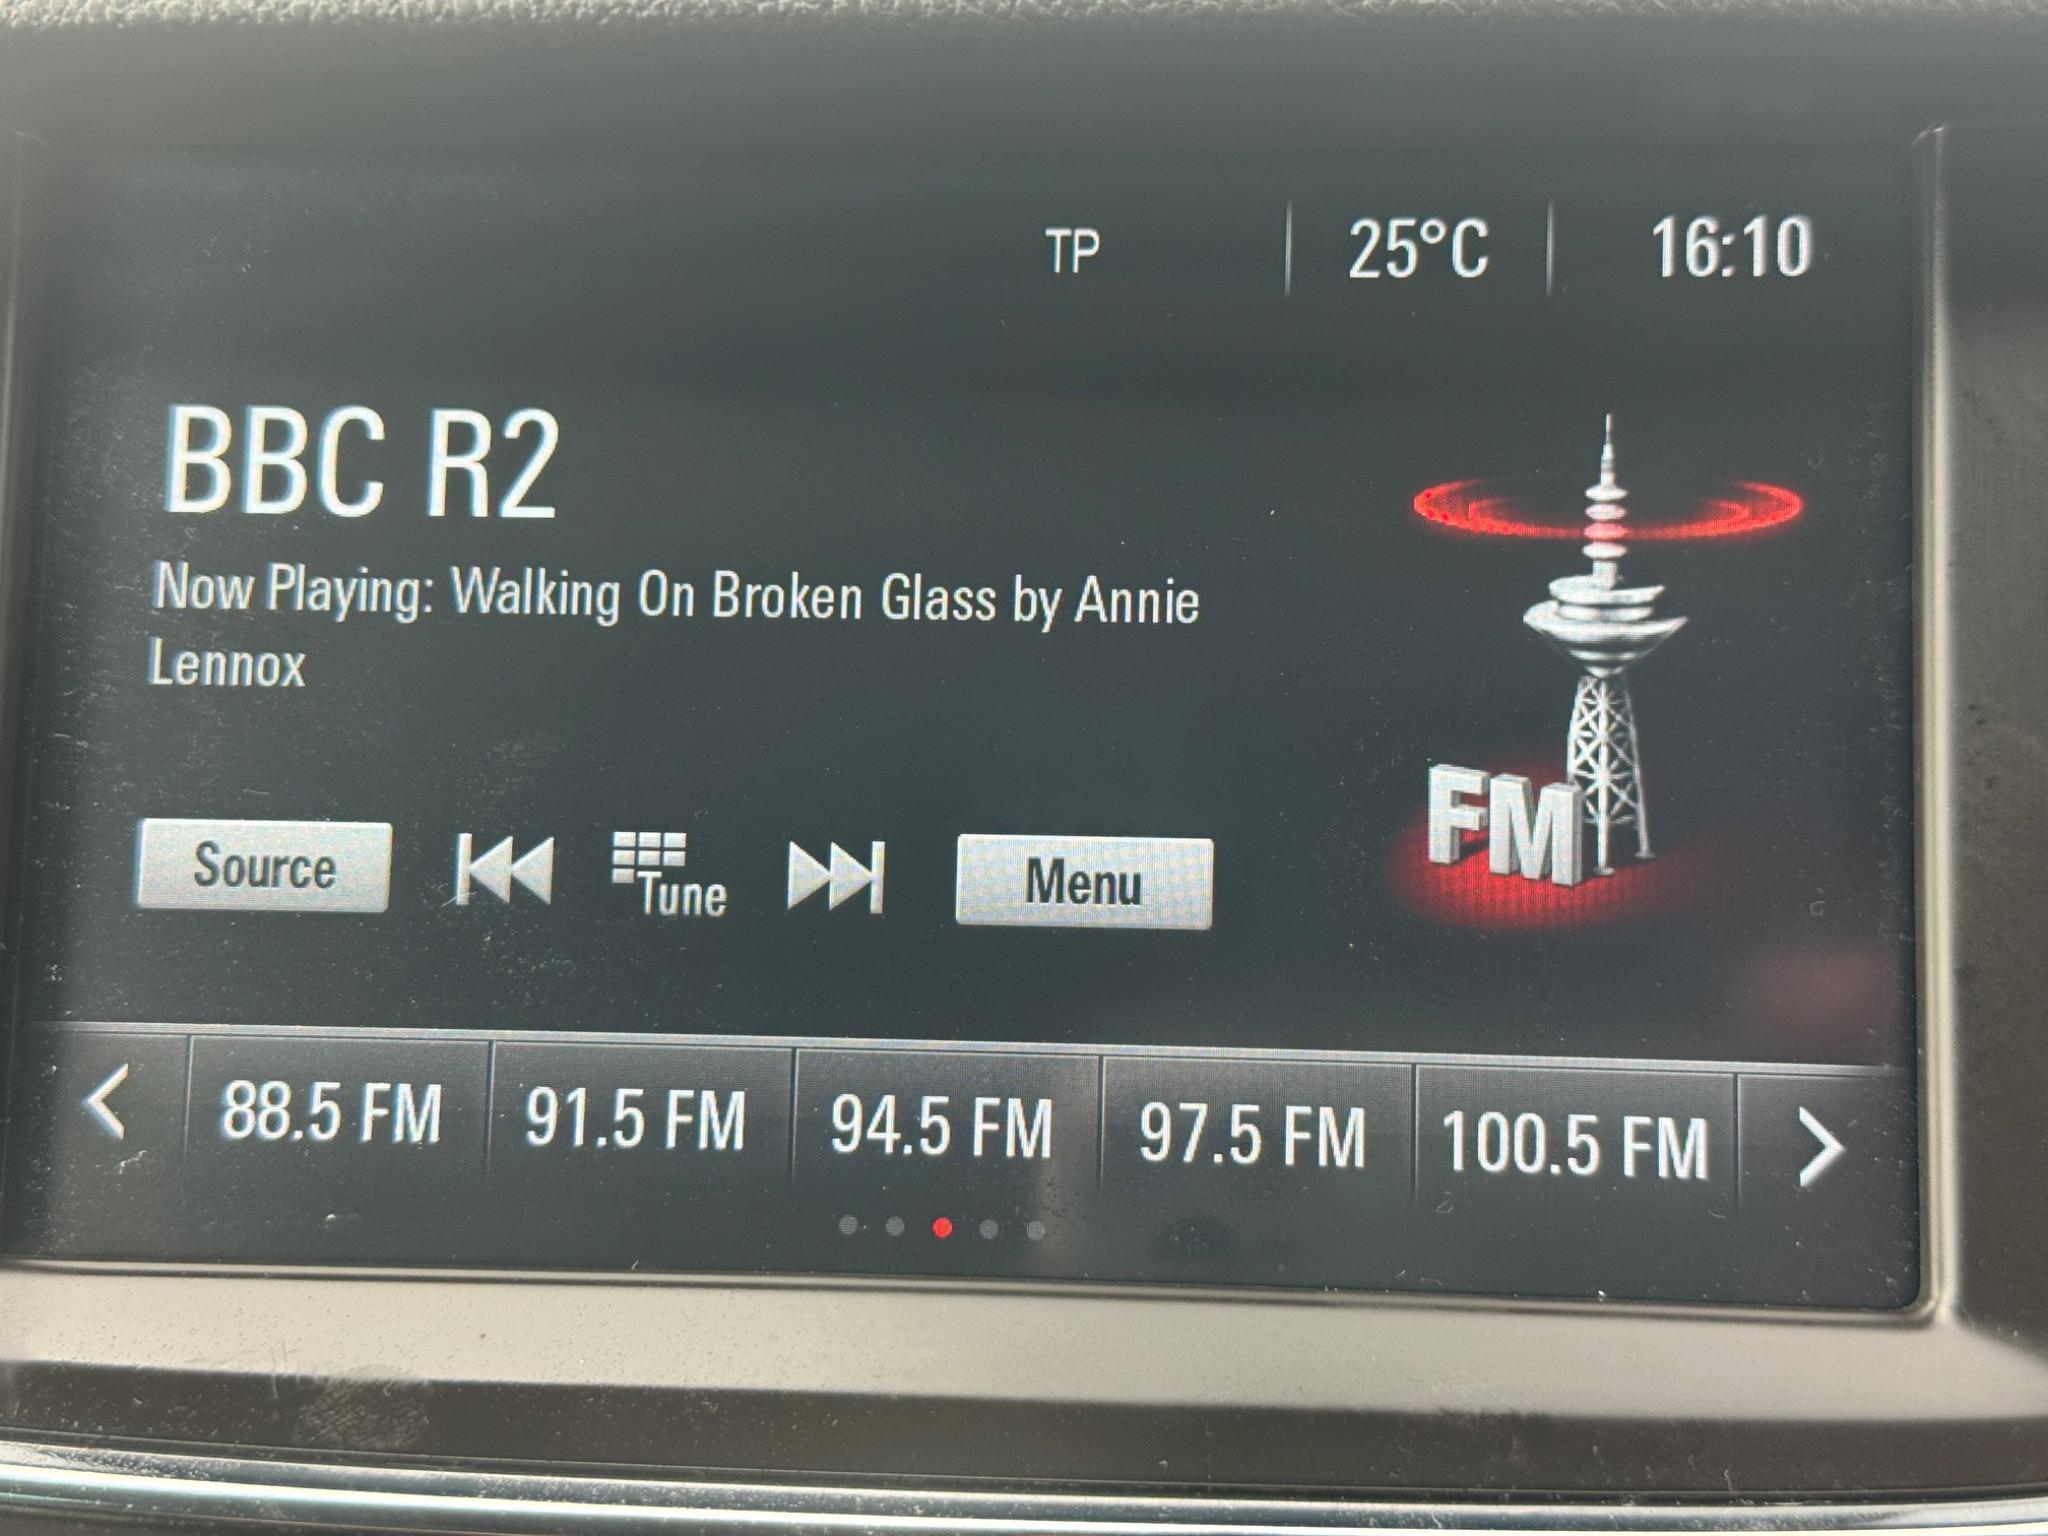 TP 25°C 16:10
BBC R2
Now Playing: Walking On Broken Glass by Annie
Lennox
Source Tune Menu
FM
88.5 FM 91.5 FM 94.5 FM 97.5 FM 100.5 FM